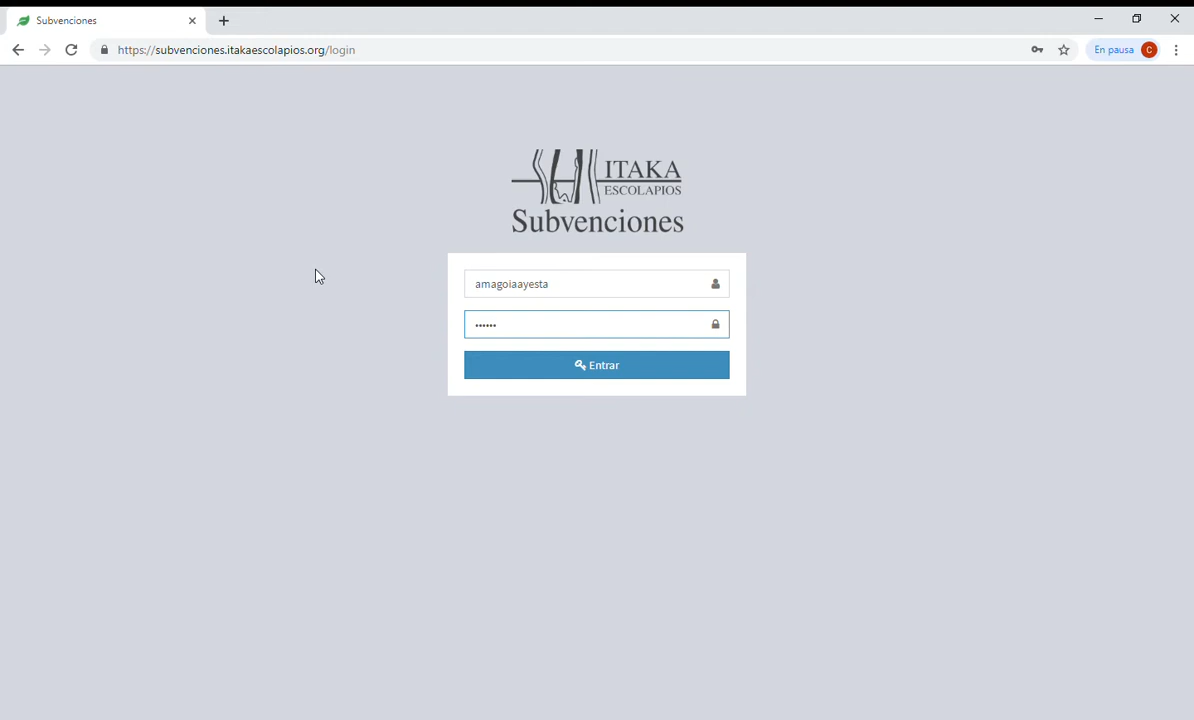 Subvenciones
https://subvenciones.itakaescolapios.org/login
En pausa
C
ITAKA
ESCOLAPIOS
Subvenciones
amagoiaayesta
••••••
Entrar